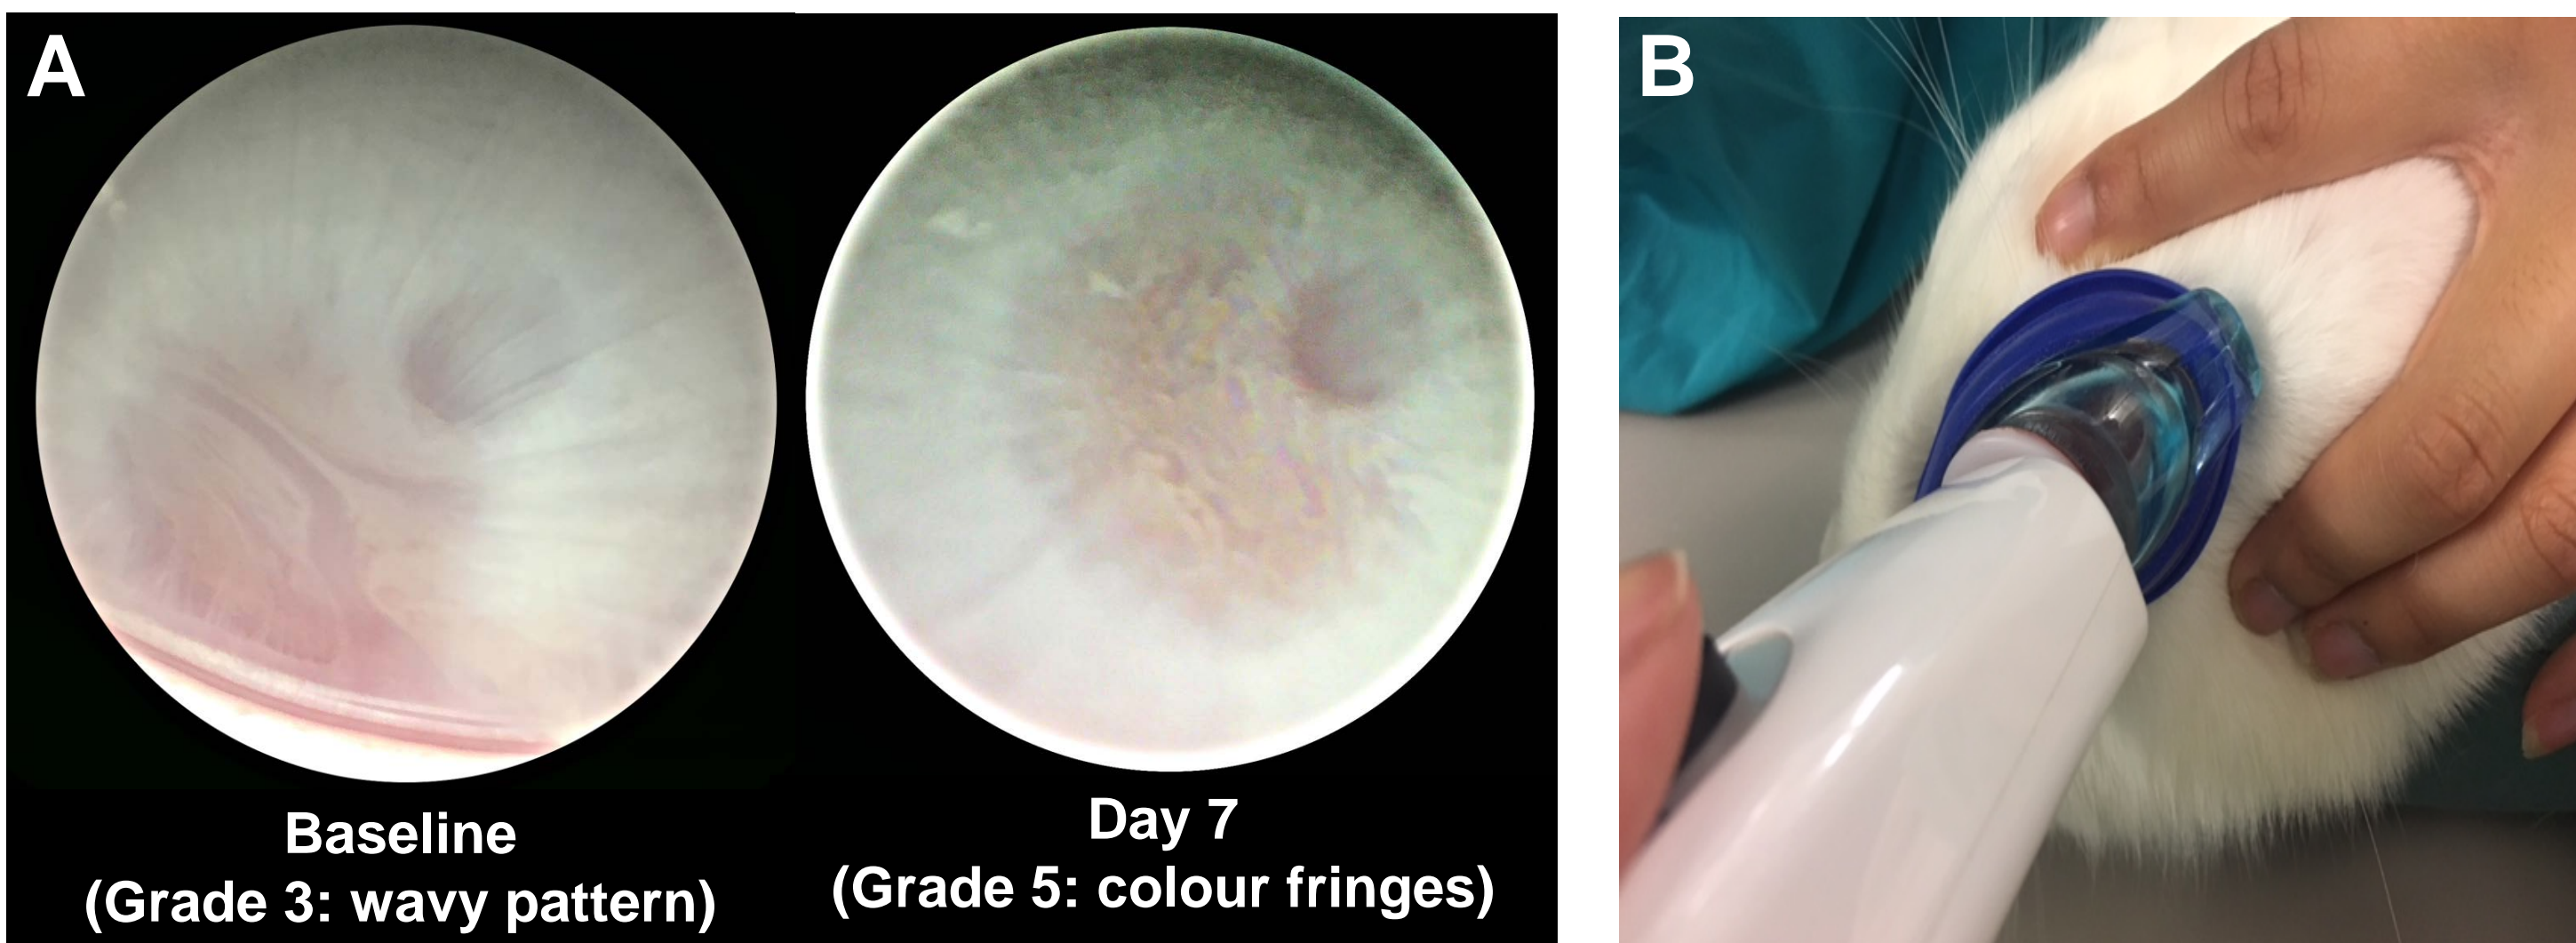 A
B
Baseline
(Grade 3: wavy pattern)
Day 7
(Grade 5: colour fringes)